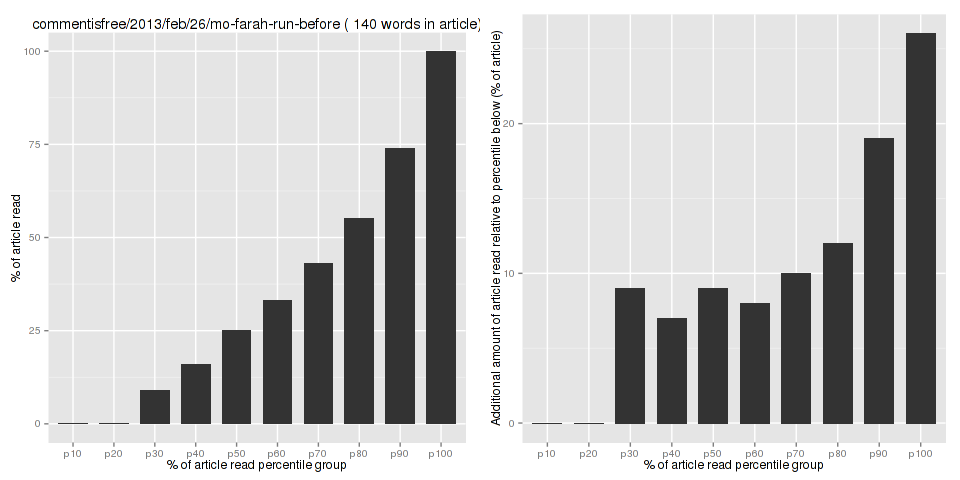 commentisfree/2013/feb/26/mo-farah-run-before ( 140 words in article)
% of article read
100
75
50
25
0
p10 p20 p30 p40 p50 p60 p70 p80 p90 p100
% of article read percentile group
Additional amount of article read relative to percentile below (% of article)
20
10
0
p10 p20 p30 p40 p50 p60 p70 p80 p90 p100
% of article read percentile group